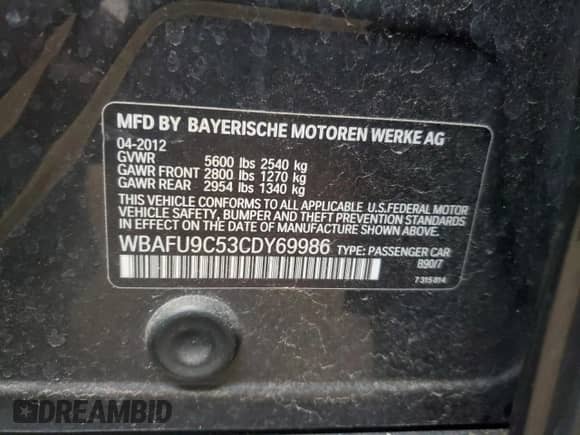 MFD BY BAYERISCHE MOTOREN WERKE AG
04-2012
GVWR 5600 lbs 2540 kg
GAWR FRONT 2800 lbs 1270 kg
GAWR REAR 2954 lbs 1340 kg
THIS VEHICLE CONFORMS TO ALL APPLICABLE U.S. FEDERAL MOTOR
VEHICLE SAFETY, BUMPER AND THEFT PREVENTION STANDARDS
IN EFFECT ON THE DATE OF MANUFACTURE SHOWN ABOVE.
WBAFU9C53CDY69986 TYPE: PASSENGER CAR
890/7
7 315 814
DREAMBID